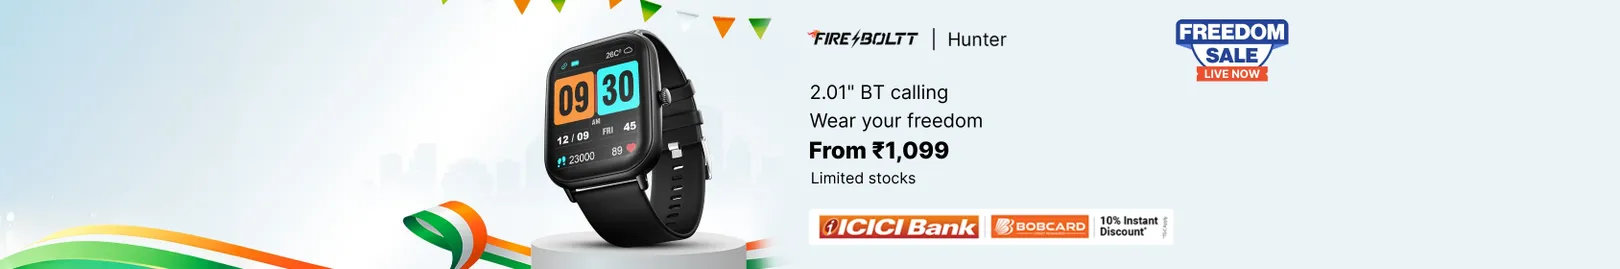 26C°
09 30
AM
12 / 09 FRI 45
23000 89
FIRE-BOLTT | Hunter
2.01" BT calling
Wear your freedom
From ₹1,099
Limited stocks
FREEDOM
SALE
LIVE NOW
ICICI Bank
BOBCARD
10% Instant
Discount*